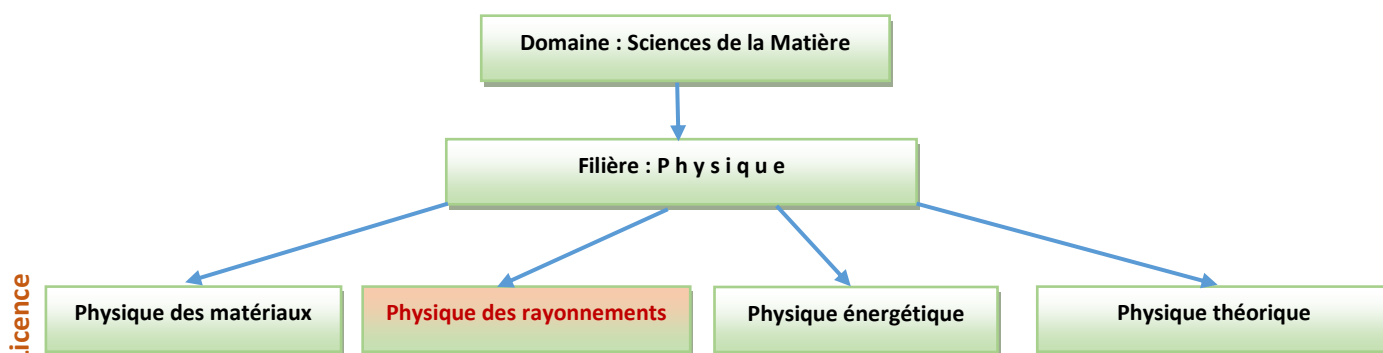 Domaine : Sciences de la Matière
Filière : P h y s i q u e
Physique des matériaux
Physique des rayonnements
Physique énergétique
Physique théorique
icence